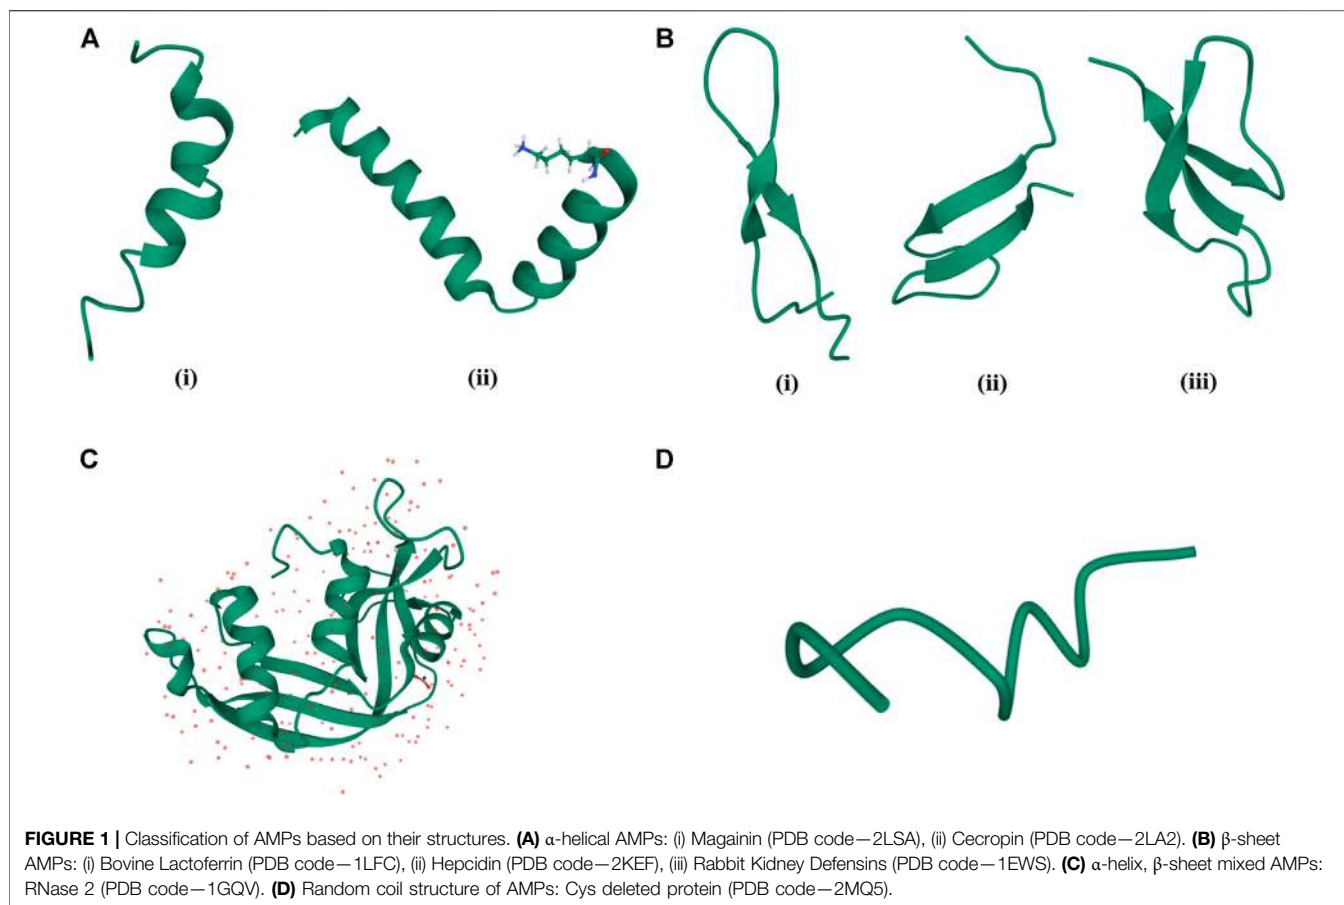 A
B
(i)
(ii)
(i)
(ii)
(iii)
C
D
FIGURE 1 | Classification of AMPs based on their structures. (A) α-helical AMPs: (i) Magainin (PDB code—2LSA), (ii) Cecropin (PDB code—2LA2). (B) β-sheet
AMPs: (i) Bovine Lactoferrin (PDB code—1LFC), (ii) Hepcidin (PDB code—2KEF), (iii) Rabbit Kidney Defensins (PDB code—1EWS). (C) α-helix, β-sheet mixed AMPs:
RNase 2 (PDB code—1GQV). (D) Random coil structure of AMPs: Cys deleted protein (PDB code—2MQ5).